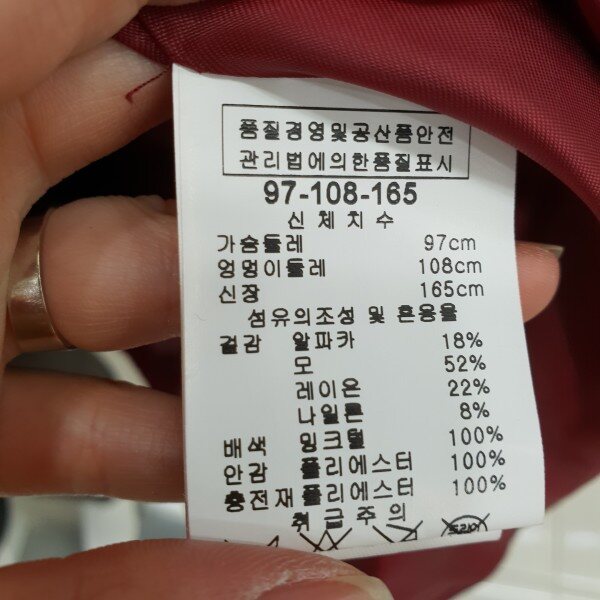 품질경영및공산품안전
관리법에의한품질표시
97-108-165
신체치수
가슴둘레 97cm
엉덩이둘레 108cm
신장 165cm
섬유의조성 및 혼용율
겉감 알파카 18%
모 52%
레이온 22%
나일론 8%
배색 밍크털 100%
안감 폴리에스터 100%
충전재 폴리에스터 100%
취급주의
드라이